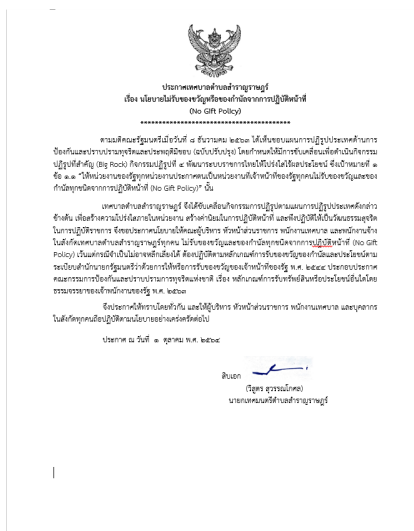 ประกาศเทศบาลตำบลสำราญราษฎร์
เรื่อง นโยบายไม่รับของขวัญหรือของกำนัลจากการปฏิบัติหน้าที่
(No Gift Policy)
*****************************************
ตามมติคณะรัฐมนตรีเมื่อวันที่ ๘ ธันวาคม ๒๕๖๓ ได้เห็นชอบแผนการปฏิรูปประเทศด้านการ
ป้องกันและปราบปรามทุจริตและประพฤติมิชอบ (ฉบับปรับปรุง) โดยกำหนดให้มีการขับเคลื่อนเพื่อดำเนินกิจกรรม
ปฏิรูปที่สำคัญ (Big Rock) กิจกรรมปฏิรูปที่ ๔ พัฒนาระบบราชการไทยให้โปร่งใสไร้ผลประโยชน์ ซึ่งเป้าหมายที่ ๑
ข้อ ๑.๑ "ให้หน่วยงานของรัฐทุกหน่วยงานประกาศตนเป็นหน่วยงานที่เจ้าหน้าที่ของรัฐทุกคนไม่รับของขวัญและของ
กำนัลทุกชนิดจากการปฏิบัติหน้าที่ (No Gift Policy)" นั้น
เทศบาลตำบลสำราญราษฎร์ จึงได้ขับเคลื่อนกิจกรรมการปฏิรูปตามแผนการปฏิรูปประเทศดังกล่าว
ข้างต้น เพื่อสร้างความโปร่งใสภายในหน่วยงาน สร้างค่านิยมในการปฏิบัติหน้าที่ และพึงปฏิบัติให้เป็นวัฒนธรรมสุจริต
ในการปฏิบัติราชการ จึงขอประกาศนโยบายให้คณะผู้บริหาร หัวหน้าส่วนราชการ พนักงานเทศบาล และพนักงานจ้าง
ในสังกัดเทศบาลตำบลสำราญราษฎร์ทุกคน ไม่รับของขวัญและของกำนัลทุกชนิดจากการปฏิบัติหน้าที่ (No Gift
Policy) เว้นแต่กรณีจำเป็นไม่อาจหลีกเลี่ยงได้ ต้องปฏิบัติตามหลักเกณฑ์การรับของขวัญของกำนัลและประโยชน์ตาม
ระเบียบสำนักนายกรัฐมนตรีว่าด้วยการให้หรือการรับของขวัญของเจ้าหน้าที่ของรัฐ พ.ศ. ๒๕๔๔ ประกอบประกาศ
คณะกรรมการป้องกันและปราบปรามการทุจริตแห่งชาติ เรื่อง หลักเกณฑ์การรับทรัพย์สินหรือประโยชน์อื่นใดโดย
ธรรมจรรยาของเจ้าพนักงานของรัฐ พ.ศ. ๒๕๖๓
จึงประกาศให้ทราบโดยทั่วกัน และให้ผู้บริหาร หัวหน้าส่วนราชการ พนักงานเทศบาล และบุคลากร
ในสังกัดทุกคนถือปฏิบัติตามนโยบายอย่างเคร่งครัดต่อไป
ประกาศ ณ วันที่ ๑ ตุลาคม พ.ศ. ๒๕๖๔
สิบเอก
(วิสูตร สุวรรณโกศล)
นายกเทศมนตรีตำบลสำราญราษฎร์